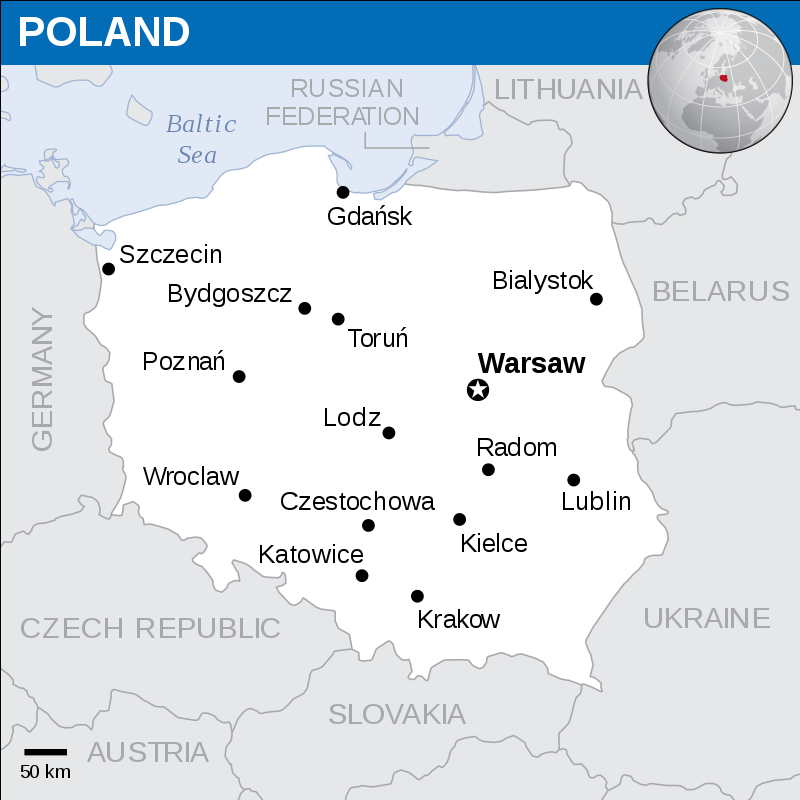 POLAND
RUSSIAN
FEDERATION
LITHUANIA
Baltic
Sea
Gdańsk
Szczecin
Bialystok
Bydgoszcz
BELARUS
Toruń
GERMANY
Poznań
Warsaw
Lodz
Radom
Wroclaw
Czestochowa
Lublin
Kielce
Katowice
Krakow
CZECH REPUBLIC
UKRAINE
SLOVAKIA
AUSTRIA
50 km